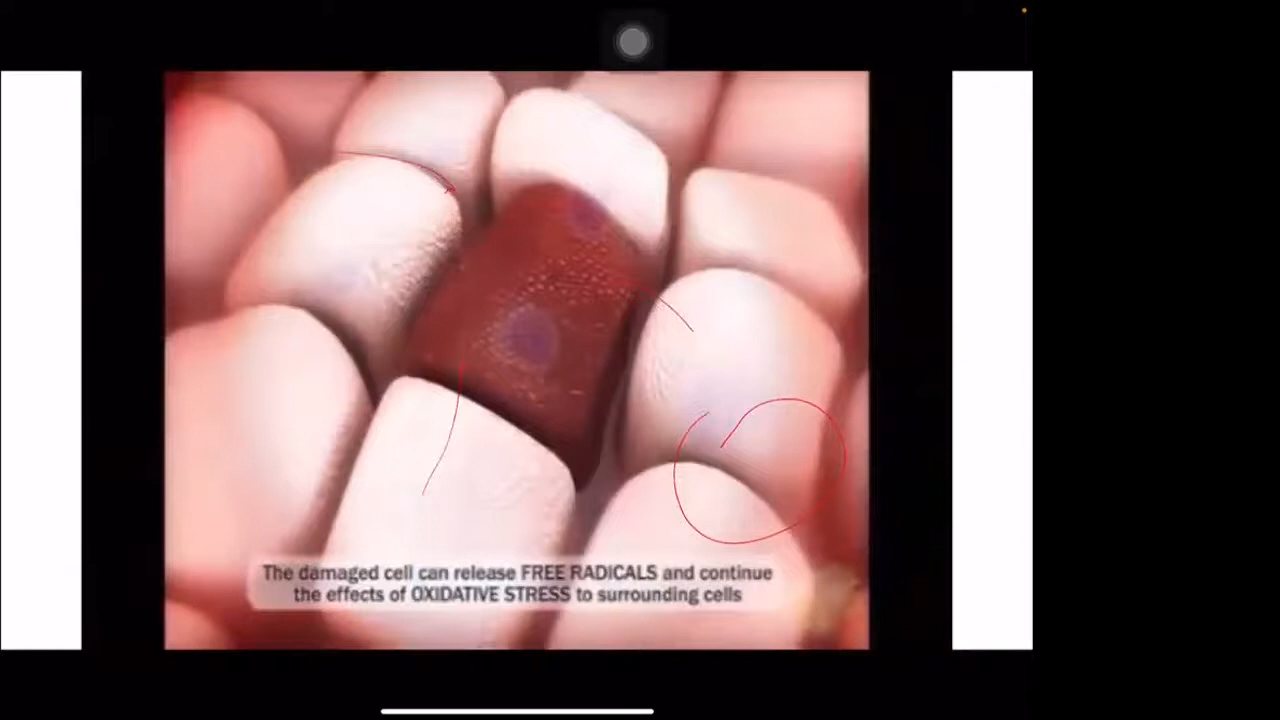 The damaged cell can release FREE RADICALS and continue
the effects of OXIDATIVE STRESS to surrounding cells